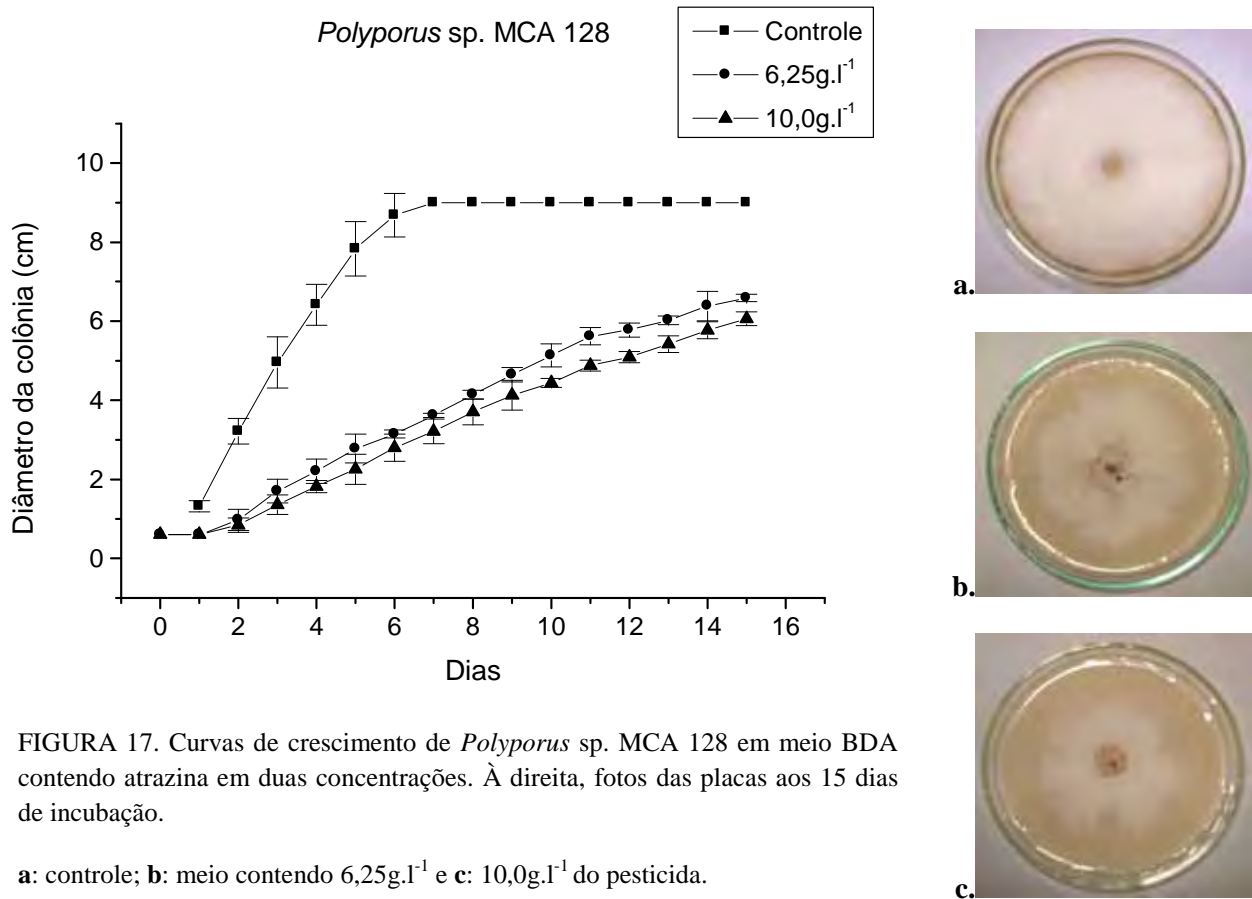 Polyporus sp. MCA 128
Controle
6,25g.l⁻¹
10,0g.l⁻¹
Diâmetro da colônia (cm)
10
8
6
4
2
0
0 2 4 6 8 10 12 14 16
Dias
a.
b.
c.
FIGURA 17. Curvas de crescimento de Polyporus sp. MCA 128 em meio BDA
contendo atrazina em duas concentrações. À direita, fotos das placas aos 15 dias
de incubação.
a: controle; b: meio contendo 6,25g.l⁻¹ e c: 10,0g.l⁻¹ do pesticida.